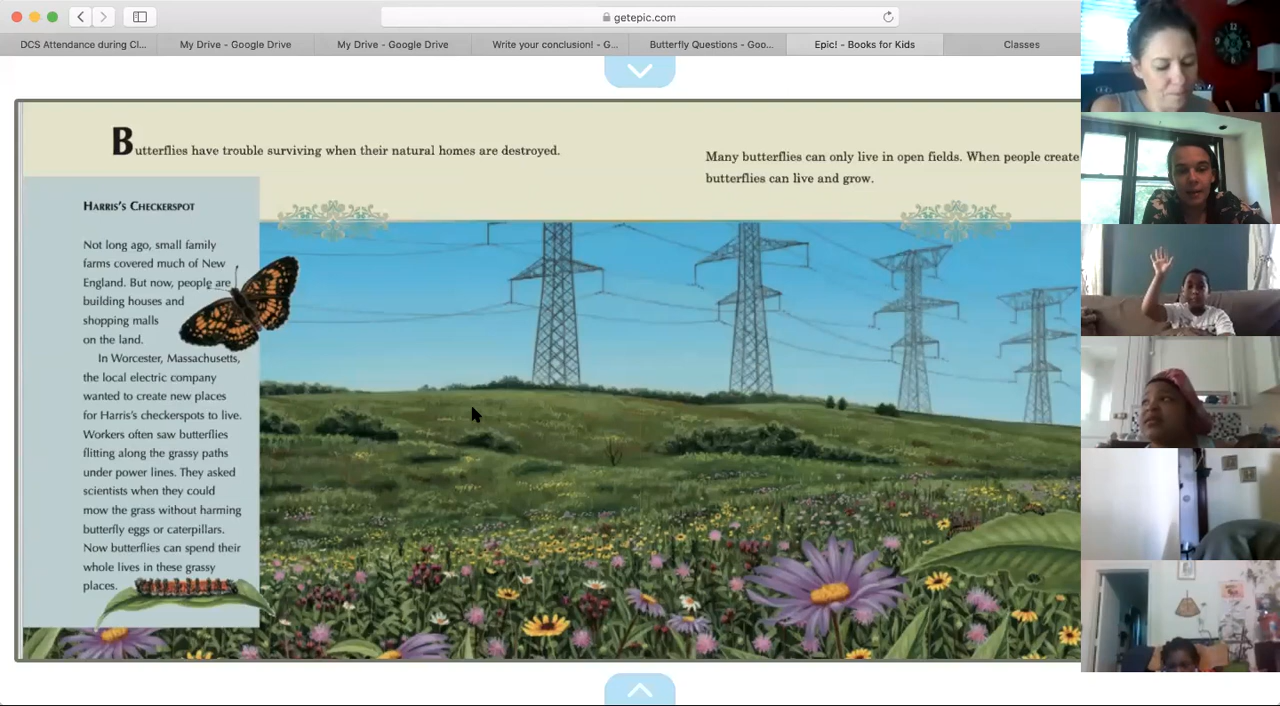 getepic.com
DCS Attendance during Cl...
My Drive - Google Drive
My Drive - Google Drive
Write your conclusion! - G...
Butterfly Questions - Goo...
Epic! - Books for Kids
Classes
Butterflies have trouble surviving when their natural homes are destroyed.
Many butterflies can only live in open fields. When people create
butterflies can live and grow.
HARRIS'S CHECKERSPOT
Not long ago, small family
farms covered much of New
England. But now, people are
building houses and
shopping malls
on the land.
In Worcester, Massachusetts,
the local electric company
wanted to create new places
for Harris's checkerspots to live.
Workers often saw butterflies
flitting along the grassy paths
under power lines. They asked
scientists when they could
mow the grass without harming
butterfly eggs or caterpillars.
Now butterflies can spend their
whole lives in these grassy
places.